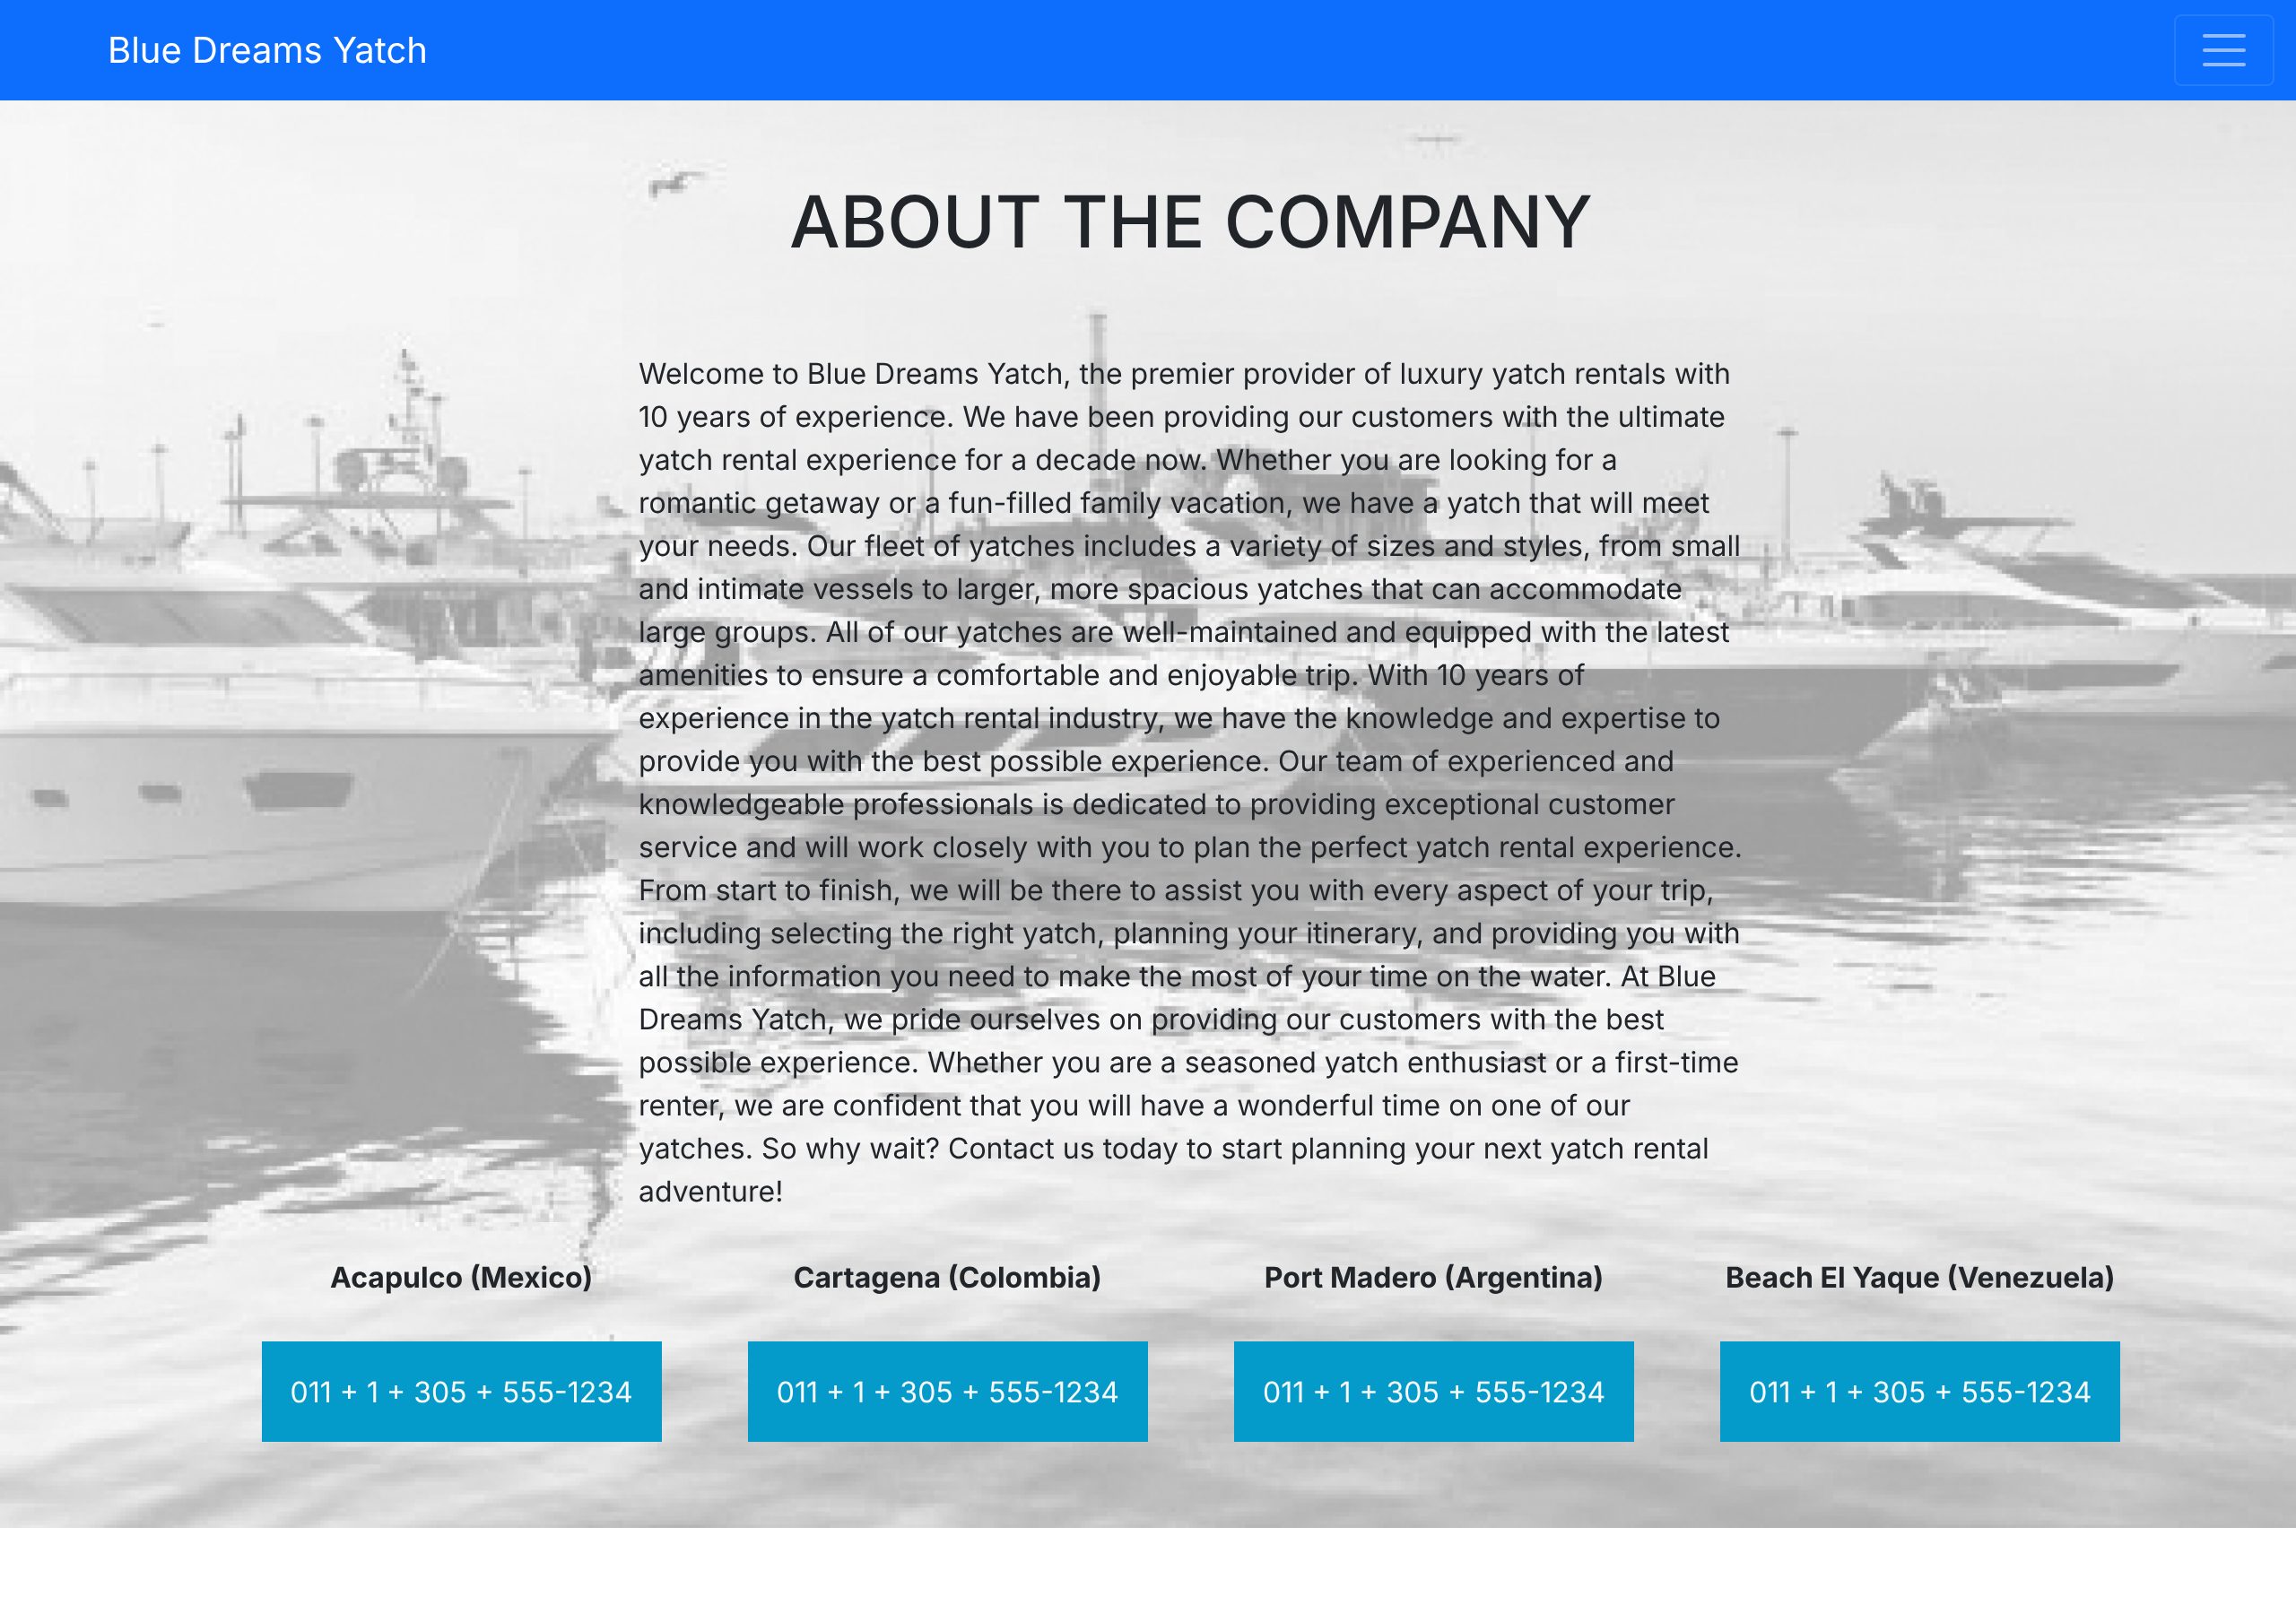 Blue Dreams Yatch
ABOUT THE COMPANY
Welcome to Blue Dreams Yatch, the premier provider of luxury yatch rentals with
10 years of experience. We have been providing our customers with the ultimate
yatch rental experience for a decade now. Whether you are looking for a
romantic getaway or a fun-filled family vacation, we have a yatch that will meet
your needs. Our fleet of yatches includes a variety of sizes and styles, from small
and intimate vessels to larger, more spacious yatches that can accommodate
large groups. All of our yatches are well-maintained and equipped with the latest
amenities to ensure a comfortable and enjoyable trip. With 10 years of
experience in the yatch rental industry, we have the knowledge and expertise to
provide you with the best possible experience. Our team of experienced and
knowledgeable professionals is dedicated to providing exceptional customer
service and will work closely with you to plan the perfect yatch rental experience.
From start to finish, we will be there to assist you with every aspect of your trip,
including selecting the right yatch, planning your itinerary, and providing you with
all the information you need to make the most of your time on the water. At Blue
Dreams Yatch, we pride ourselves on providing our customers with the best
possible experience. Whether you are a seasoned yatch enthusiast or a first-time
renter, we are confident that you will have a wonderful time on one of our
yatches. So why wait? Contact us today to start planning your next yatch rental
adventure!
Acapulco (Mexico)
Cartagena (Colombia)
Port Madero (Argentina)
Beach El Yaque (Venezuela)
011 + 1 + 305 + 555-1234
011 + 1 + 305 + 555-1234
011 + 1 + 305 + 555-1234
011 + 1 + 305 + 555-1234